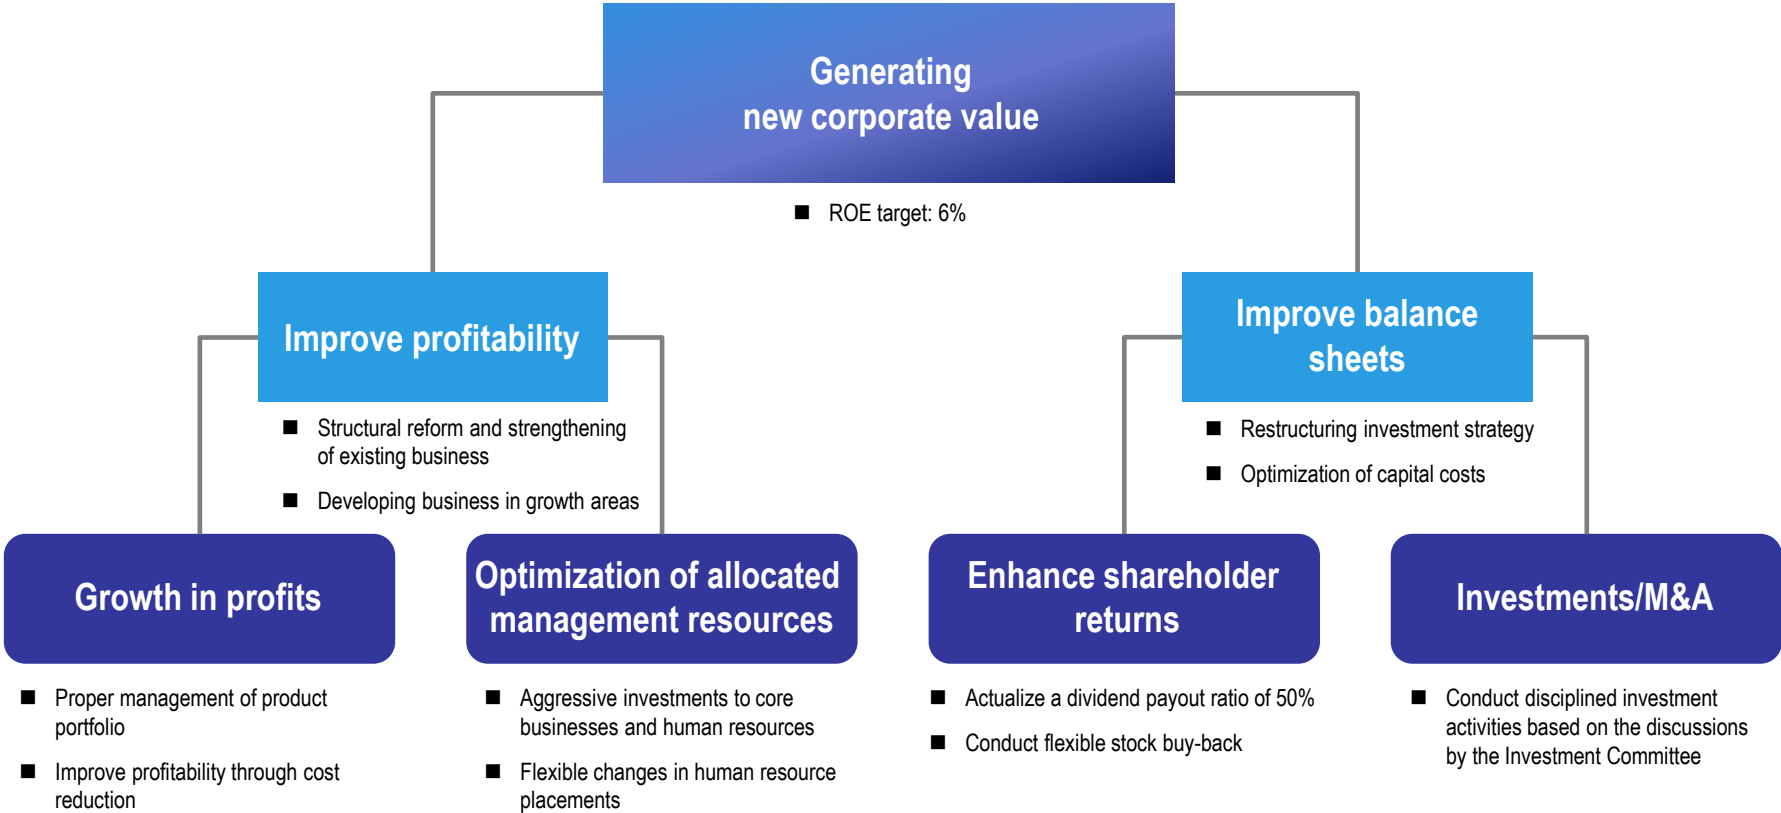 Generating
new corporate value
■ ROE target: 6%
Improve profitability
■ Structural reform and strengthening
of existing business
■ Developing business in growth areas
Improve balance
sheets
■ Restructuring investment strategy
■ Optimization of capital costs
Growth in profits
■ Proper management of product
portfolio
■ Improve profitability through cost
reduction
Optimization of allocated
management resources
■ Aggressive investments to core
businesses and human resources
■ Flexible changes in human resource
placements
Enhance shareholder
returns
■ Actualize a dividend payout ratio of 50%
■ Conduct flexible stock buy-back
Investments/M&A
■ Conduct disciplined investment
activities based on the discussions
by the Investment Committee